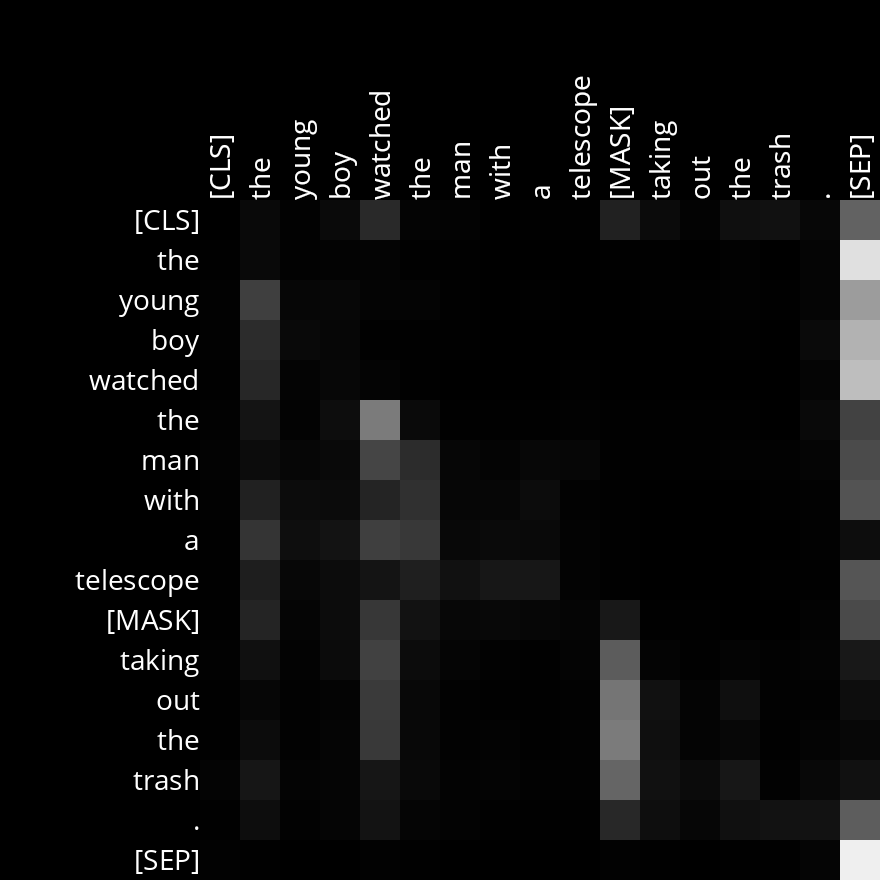 [CLS] the young boy watched the man with a telescope [MASK] taking out the trash . [SEP]
[CLS]
the
young
boy
watched
the
man
with
a
telescope
[MASK]
taking
out
the
trash
.
[SEP]